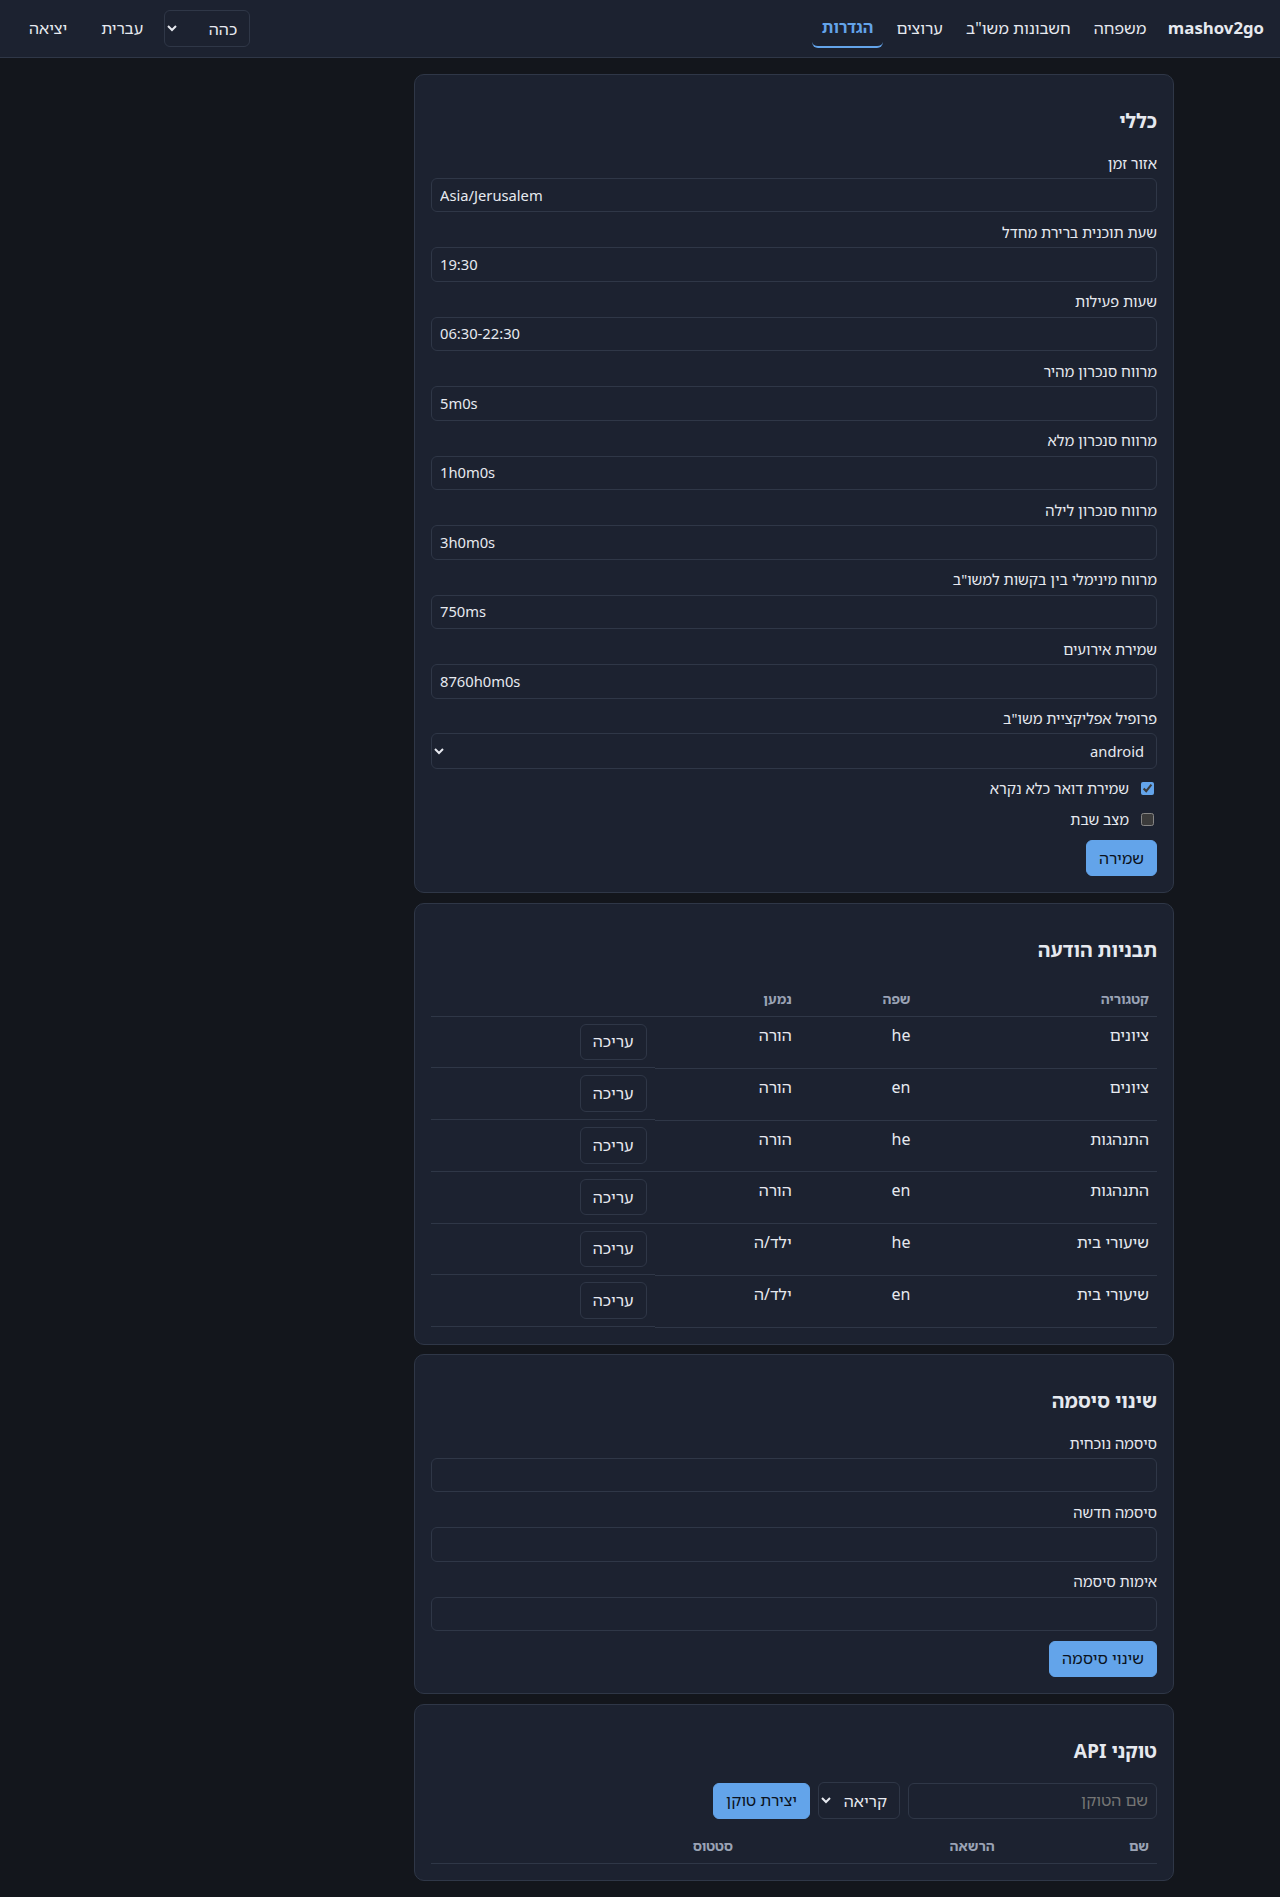 mashov2go משפחה חשבונות משו"ב ערוצים הגדרות כהה עברית יציאה
כללי
אזור זמן
Asia/Jerusalem
שעת תוכנית ברירת מחדל
19:30
שעות פעילות
06:30-22:30
מרווח סנכרון מהיר
5m0s
מרווח סנכרון מלא
1h0m0s
מרווח סנכרון לילה
3h0m0s
מרווח מינימלי בין בקשות למשו"ב
750ms
שמירת אירועים
8760h0m0s
פרופיל אפליקציית משו"ב
android
שמירת דואר כלא נקרא
מצב שבת
שמירה
תבניות הודעה
קטגוריה שפה נמען
ציונים he הורה עריכה
ציונים en הורה עריכה
התנהגות he הורה עריכה
התנהגות en הורה עריכה
שיעורי בית he ילד/ה עריכה
שיעורי בית en ילד/ה עריכה
שינוי סיסמה
סיסמה נוכחית
סיסמה חדשה
אימות סיסמה
שינוי סיסמה
טוקני API
שם הטוקן קריאה יצירת טוקן
שם הרשאה סטטוס